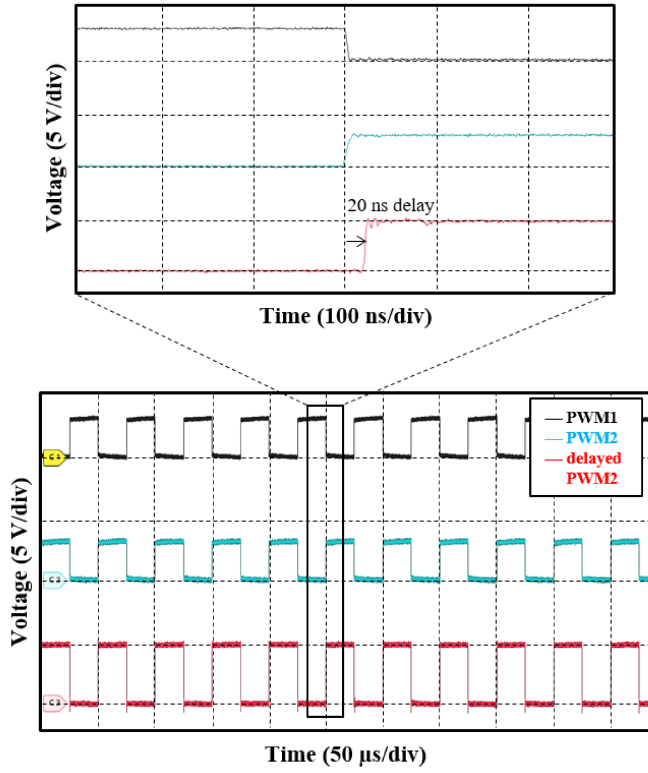 Voltage (5 V/div)
20 ns delay
Time (100 ns/div)
PWM1
PWM2
delayed
PWM2
C1
C2
C3
Voltage (5 V/div)
Time (50 μs/div)